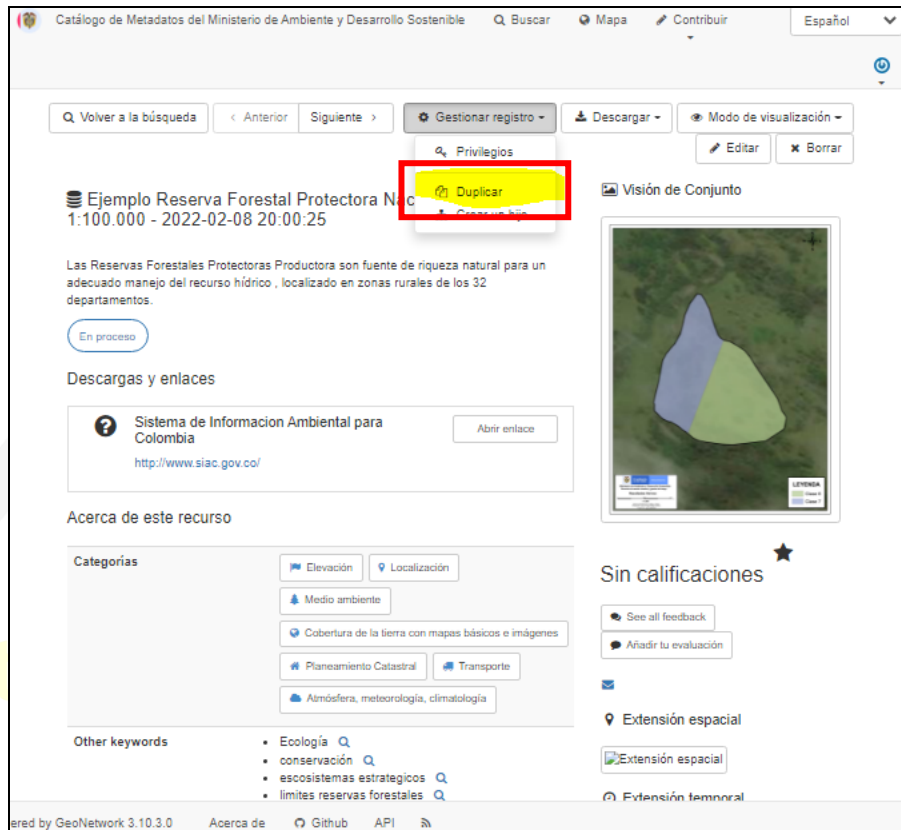 Catálogo de Metadatos del Ministerio de Ambiente y Desarrollo Sostenible Buscar Mapa Contribuir Español
Volver a la búsqueda < Anterior Siguiente > Gestionar registro Descargar Modo de visualización
Editar Borrar
Privilegios
Duplicar
Crear un hijo
Ejemplo Reserva Forestal Protectora Nac
1:100.000 - 2022-02-08 20:00:25
Las Reservas Forestales Protectoras Productora son fuente de riqueza natural para un
adecuado manejo del recurso hídrico , localizado en zonas rurales de los 32
departamentos.
En proceso
Descargas y enlaces
Sistema de Informacion Ambiental para
Colombia
http://www.siac.gov.co/
Abrir enlace
Acerca de este recurso
Categorías
Elevación Localización
Medio ambiente
Cobertura de la tierra con mapas básicos e imágenes
Planeamiento Catastral Transporte
Atmósfera, meteorología, climatología
Other keywords
Ecología
conservación
escosistemas estrategicos
limites reservas forestales
Visión de Conjunto
LEYENDA
Sin calificaciones
See all feedback
Añadir tu evaluación
Extensión espacial
Extensión espacial
Extensión temporal
ered by GeoNetwork 3.10.3.0 Acerca de Github API